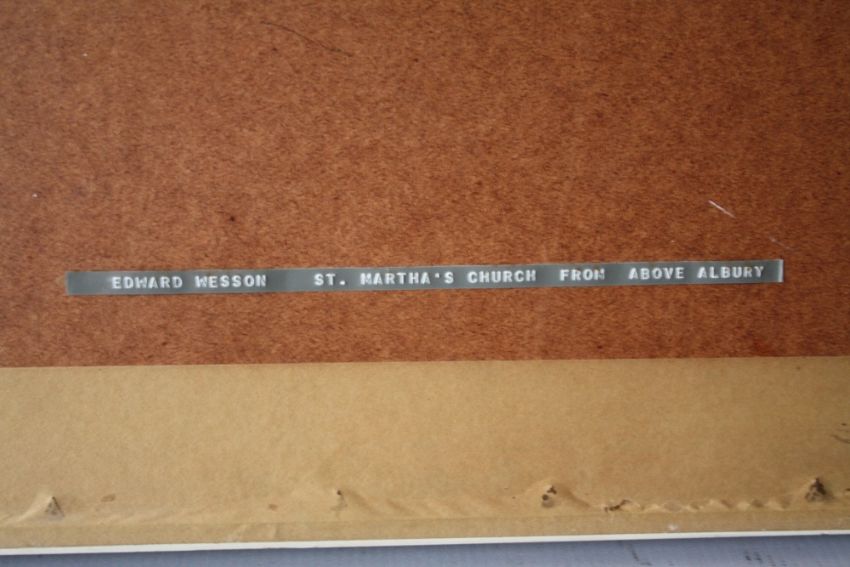 EDWARD WESSON ST. MARTHA'S CHURCH FROM ABOVE ALBURY